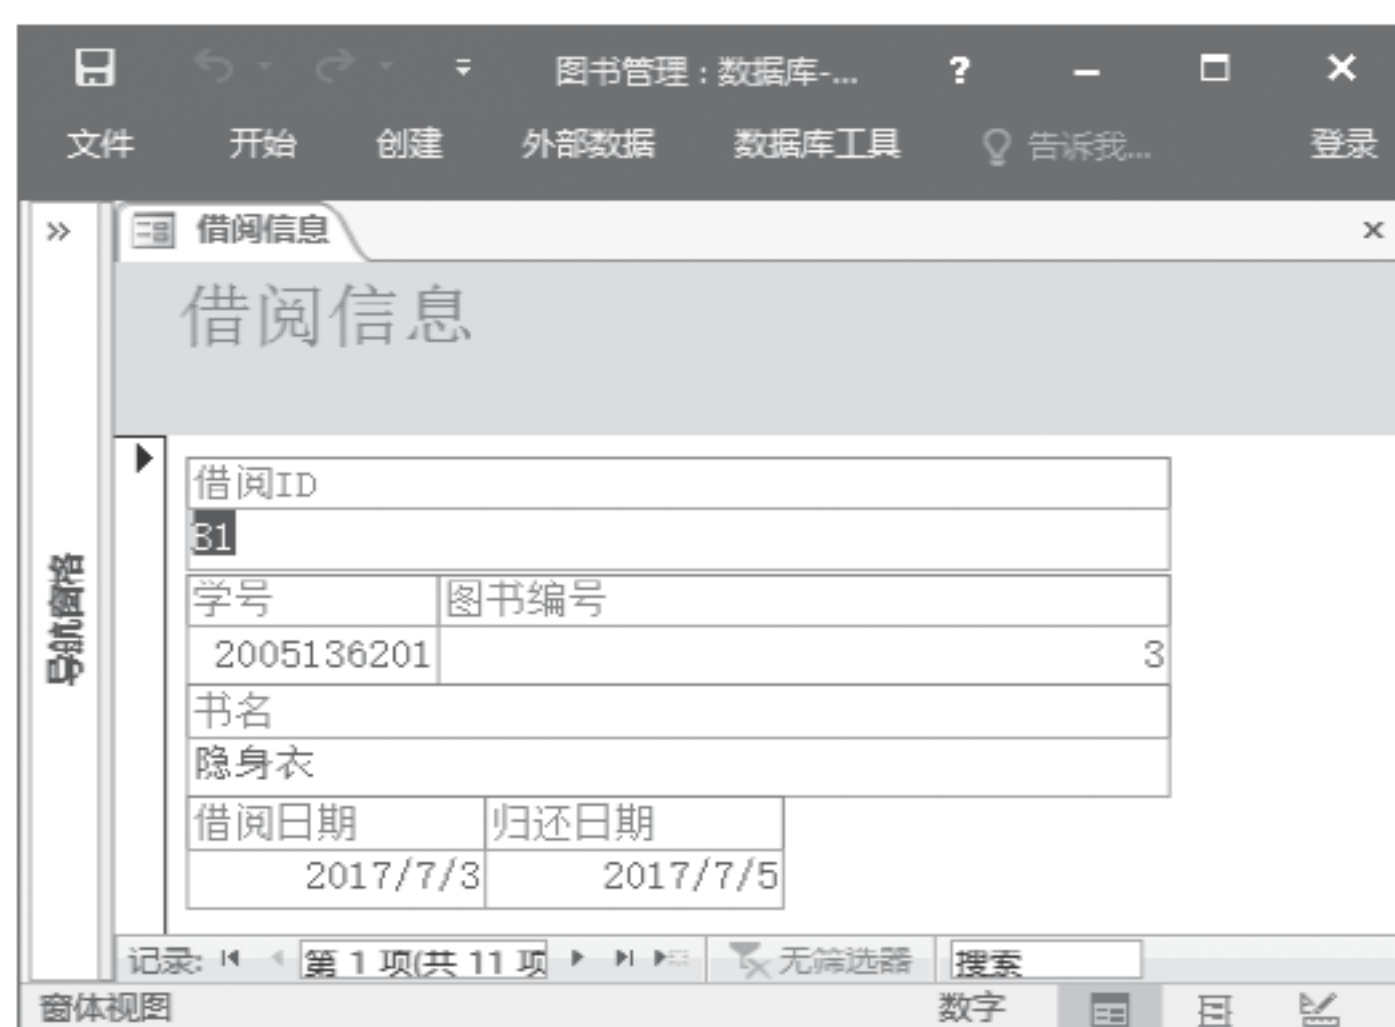 图书管 理 : 数据库-... ?
文件 开始 创建 外部数据 数据库工具 告诉我... 登录
借阅信息
借阅信息
借阅ID
31
学号 图书编号
2005136201 3
书名
隐身衣
借阅日期 归还日期
2017/7/3 2017/7/5
导航窗格
记录: 第 1 项(共 11 项 无筛选器 搜索
窗体视图 数字